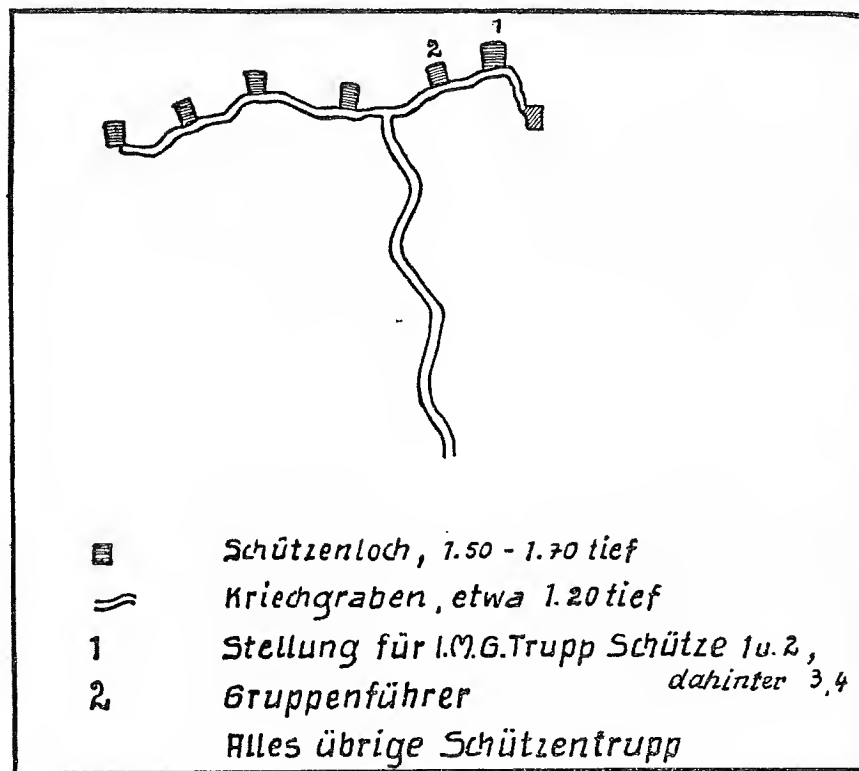 1
2
Schützenloch, 1.50 - 1.70 tief
Kriechgraben, etwa 1.20 tief
1 Stellung für l.M.G.Trupp Schütze 1 u. 2,
dahinter 3,4
2 Gruppenführer
Alles übrige Schützentrupp